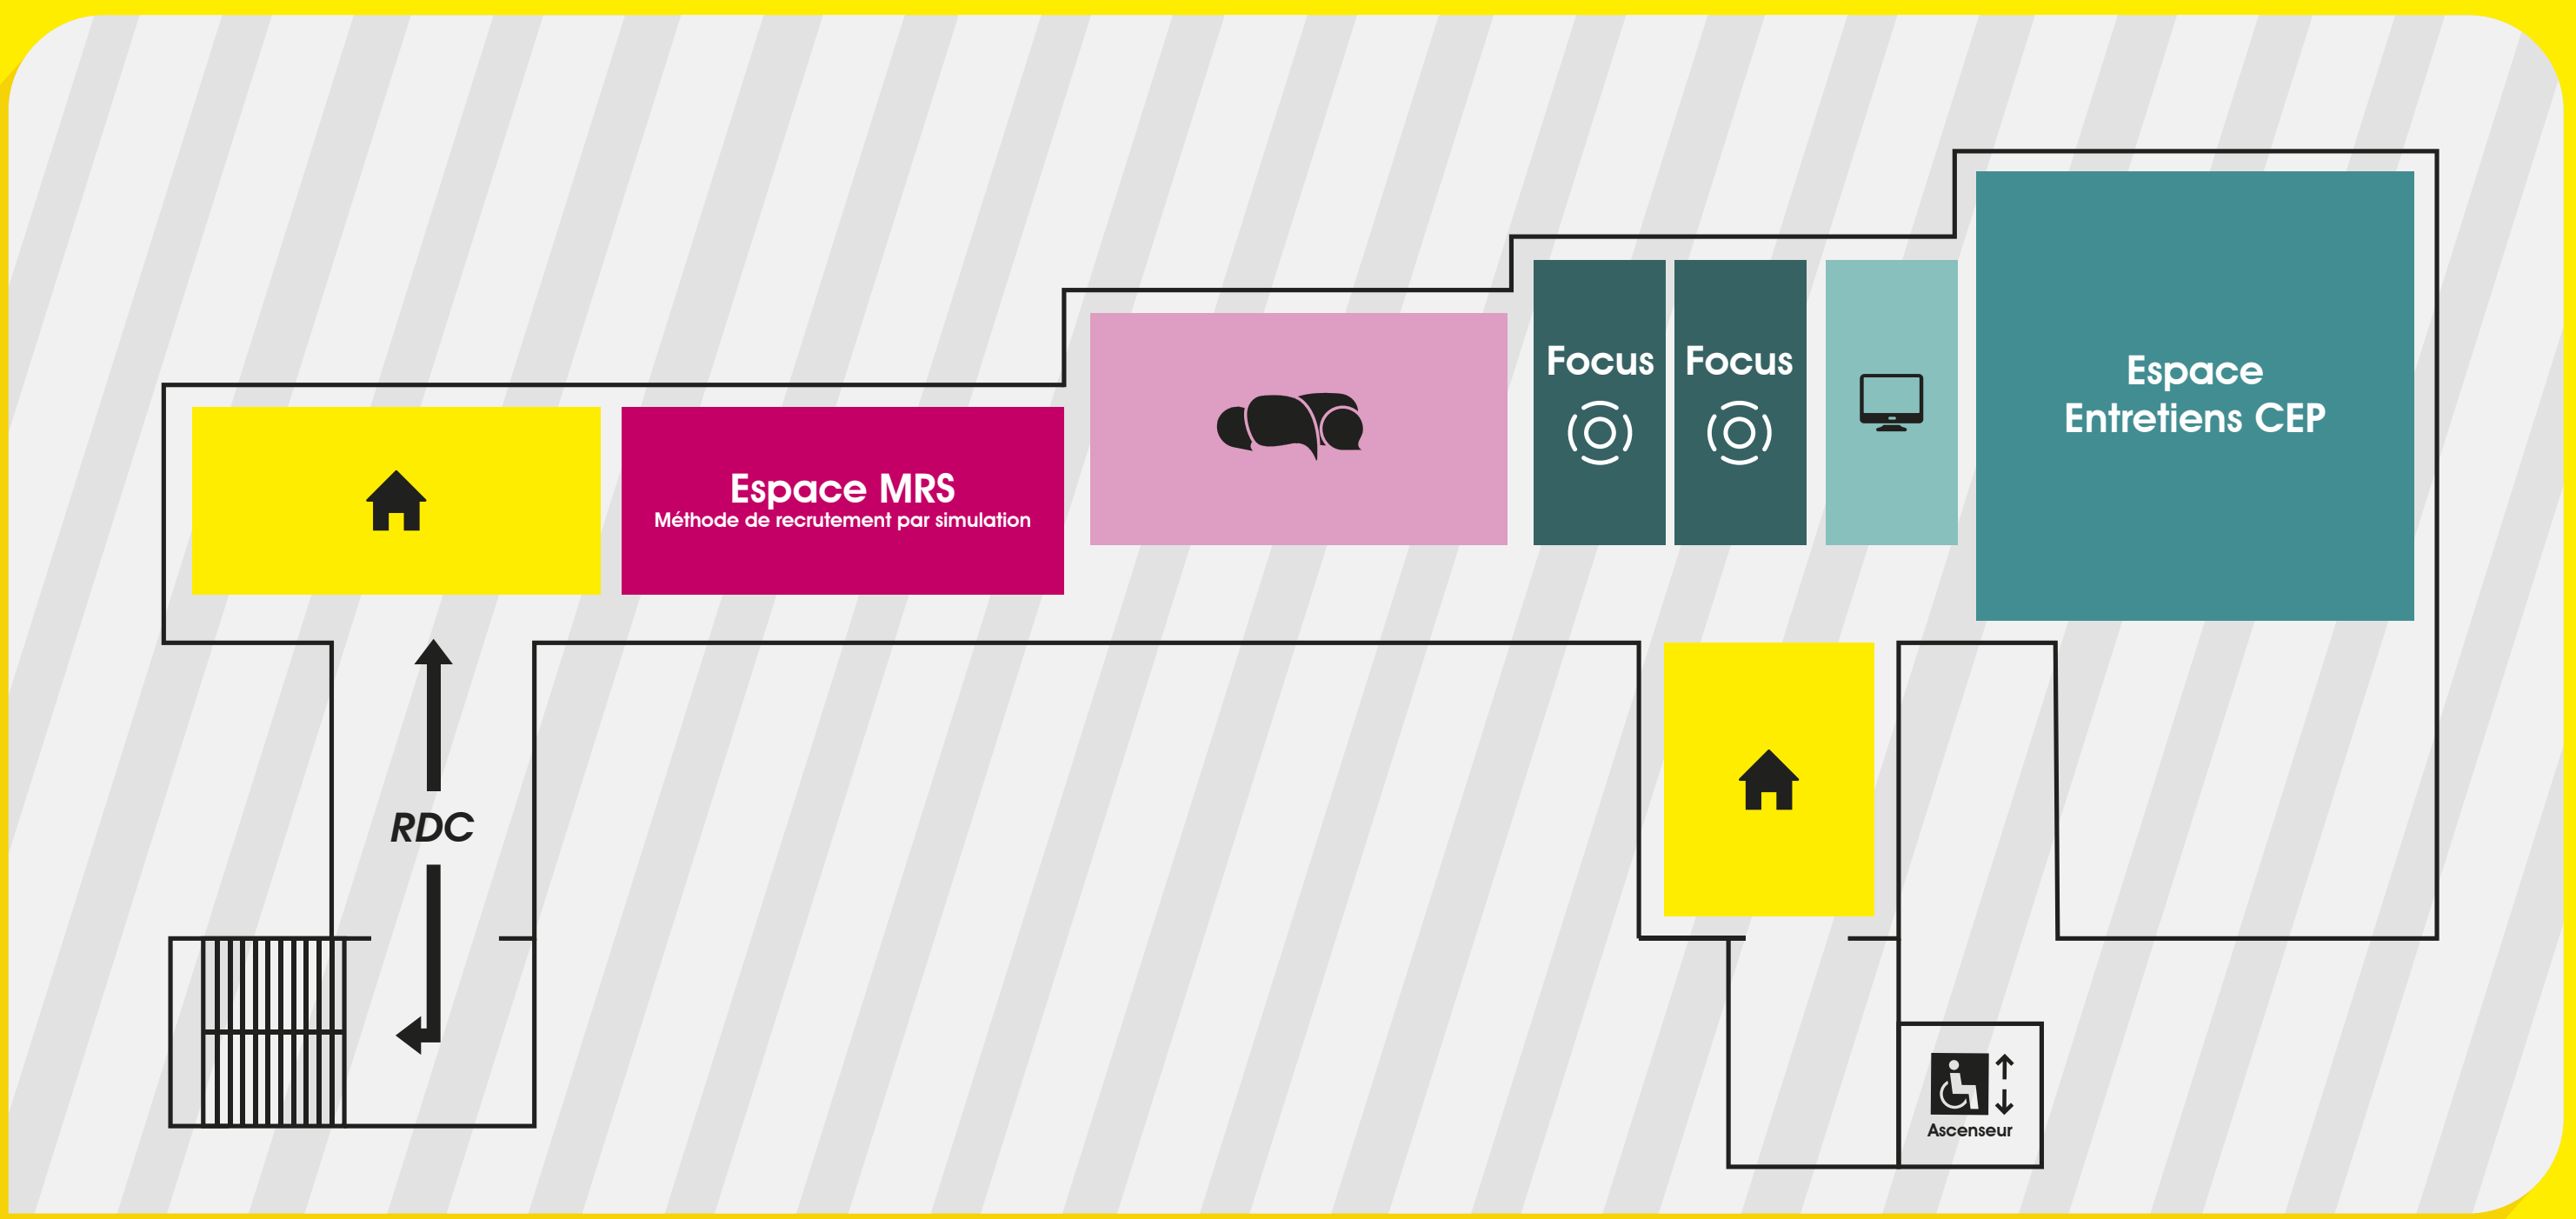 Espace MRS
Méthode de recrutement par simulation
Focus
Focus
Espace
Entretiens CEP
RDC
Ascenseur